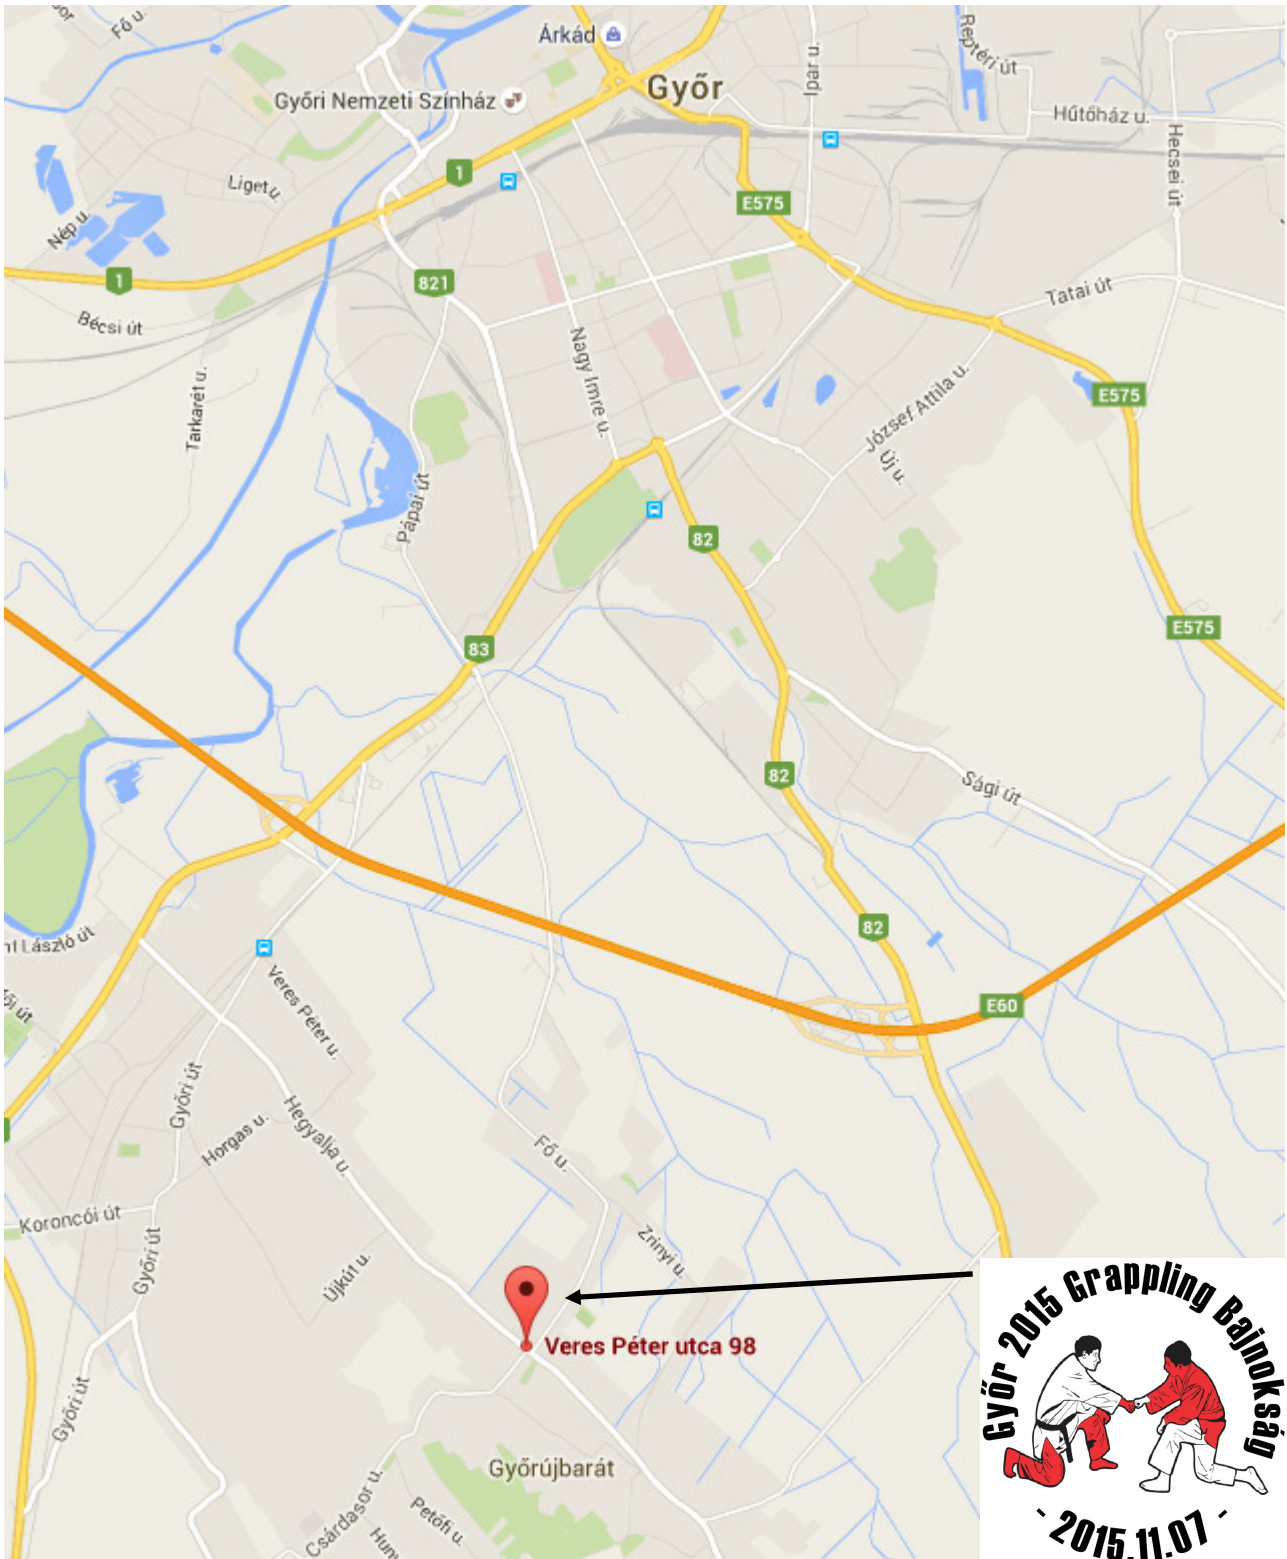 Fő u.
Árkád
Győr
Ipar u.
Reptéri út
Győri Nemzeti Színház
Hűtőház u.
Hecsei út
1
Liget u.
E575
Nép u.
1
821
Tatai út
Bécsi út
Nagy Imre u.
Tarkarét u.
E575
József Attila u.
Új u.
Pápai út
82
E575
83
82
Sági út
82
László út
Veres Péter u.
E60
Győri út
Hegyalja u.
Horgas u.
Fő u.
Koroncói út
Zrínyi u.
Győri út
Újkút u.
Veres Péter utca 98
Győri út
Győrújbarát
Csárdasor u.
Petőfi u.
Győr 2015 Grappling Bajnokság
- 2015.11.07 -